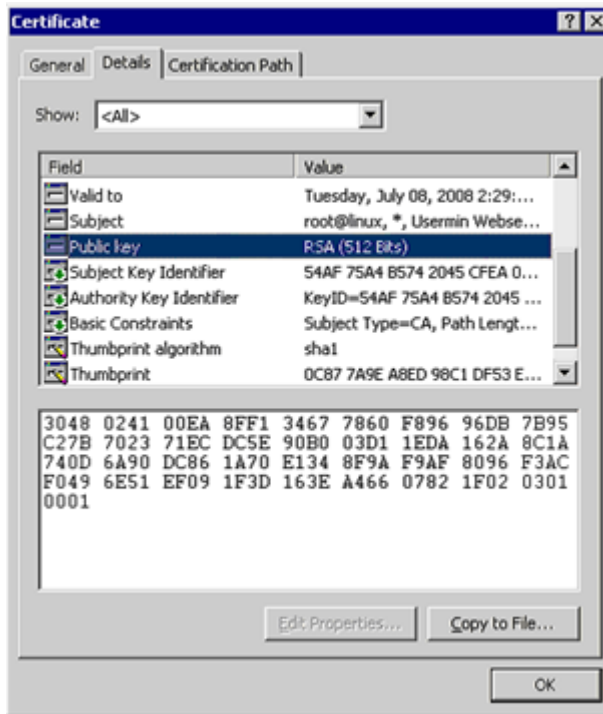 Certificate
General Details Certification Path
Show: <All>
Field Value
Valid to Tuesday, July 08, 2008 2:29:...
Subject root@linux, *, Usermin Webse...
Public key RSA (512 Bits)
Subject Key Identifier 54AF 75A4 B574 2045 CFEA 0...
Authority Key Identifier KeyID=54AF 75A4 B574 2045 ...
Basic Constraints Subject Type=CA, Path Lengt...
Thumbprint algorithm sha1
Thumbprint 0C87 7A9E A8ED 98C1 DF53 E...
3048 0241 00EA 8FF1 3467 7860 F896 96DB 7B95
C27B 7023 71EC DC5E 90B0 03D1 1EDA 162A 8C1A
740D 6A90 DC86 1A70 E134 8F9A F9AF 8096 F3AC
F049 6E51 EF09 1F3D 163E A466 0782 1F02 0301
0001
Edit Properties... Copy to File...
OK